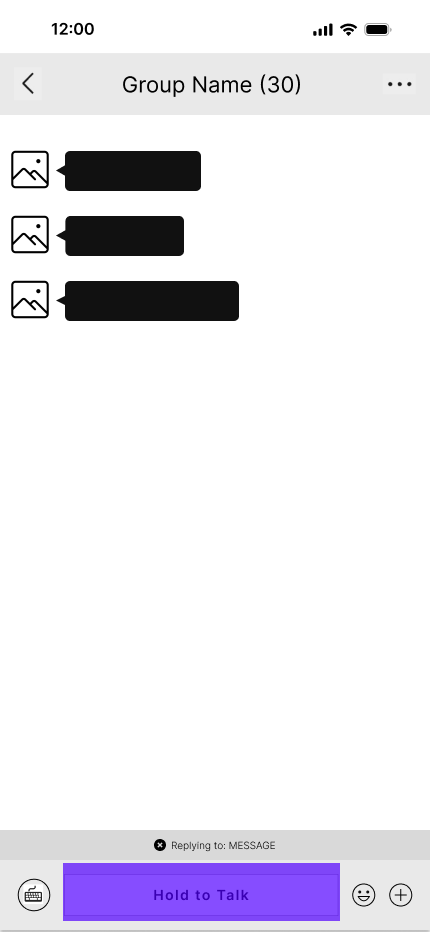 12:00
Group Name (30)
Replying to: MESSAGE
Hold to Talk